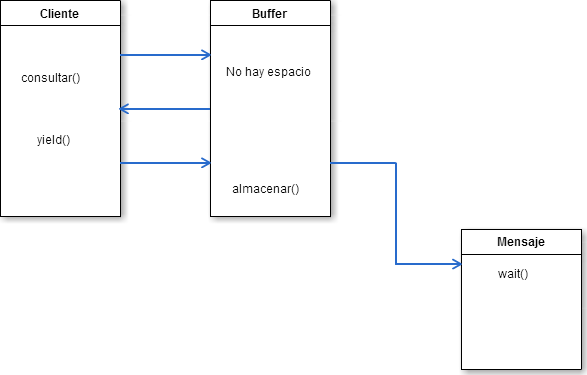 Cliente
consultar()
yield()
Buffer
No hay espacio
almacenar()
Mensaje
wait()